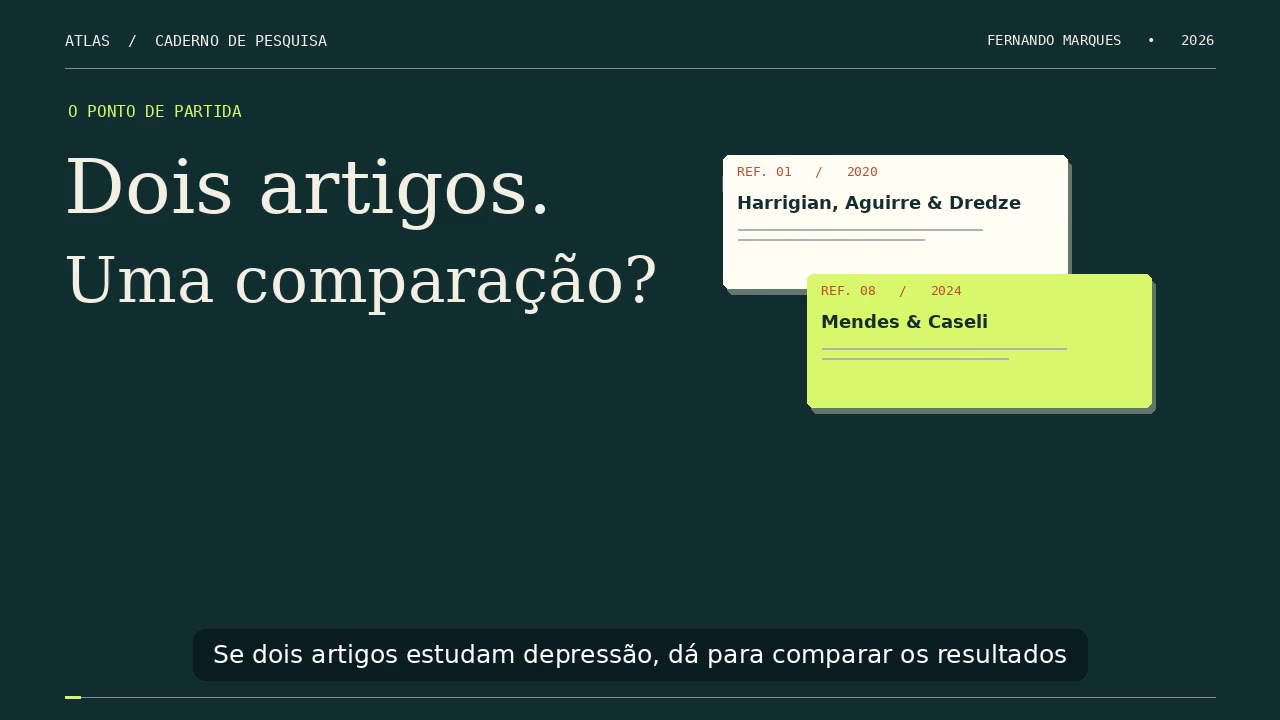 ATLAS / CADERNO DE PESQUISA
FERNANDO MARQUES • 2026
O PONTO DE PARTIDA
Dois artigos.
Uma comparação?
REF. 01 / 2020
Harrigian, Aguirre & Dredze
REF. 08 / 2024
Mendes & Caseli
Se dois artigos estudam depressão, dá para comparar os resultados